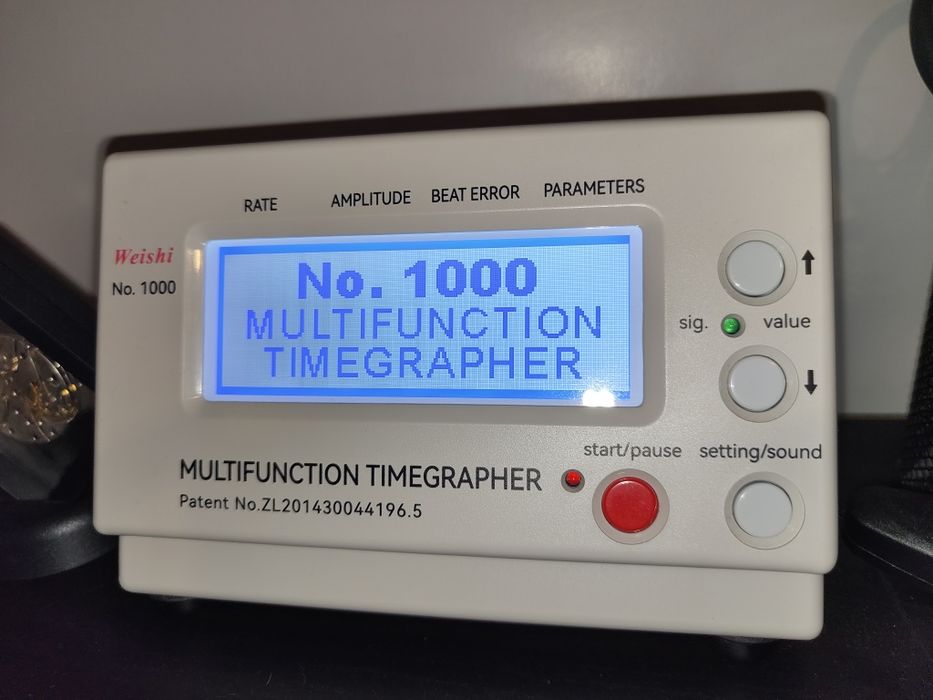 RATE AMPLITUDE BEAT ERROR PARAMETERS
Weishi
No. 1000
No. 1000
MULTIFUNCTION
TIMEGRAPHER
sig. value
start/pause setting/sound
MULTIFUNCTION TIMEGRAPHER
Patent No.ZL201430044196.5